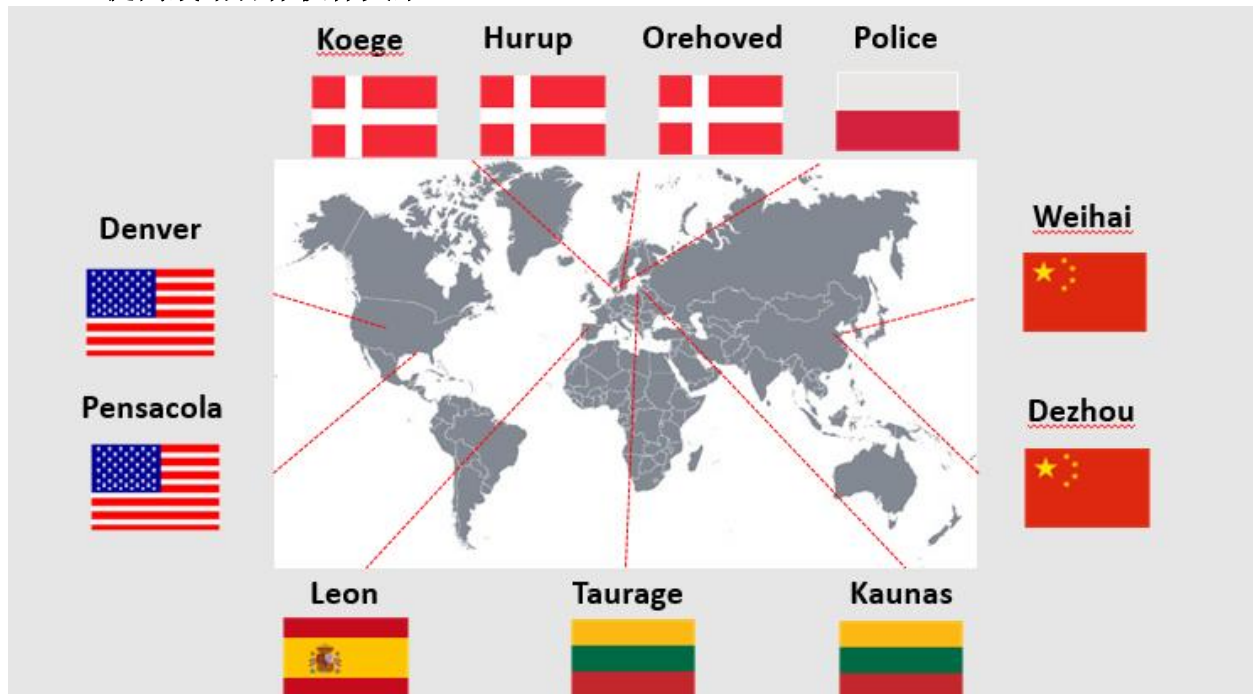 Koege Hurup Orehoved Police
Denver
Weihai
Pensacola
Dezhou
Leon Taurage Kaunas